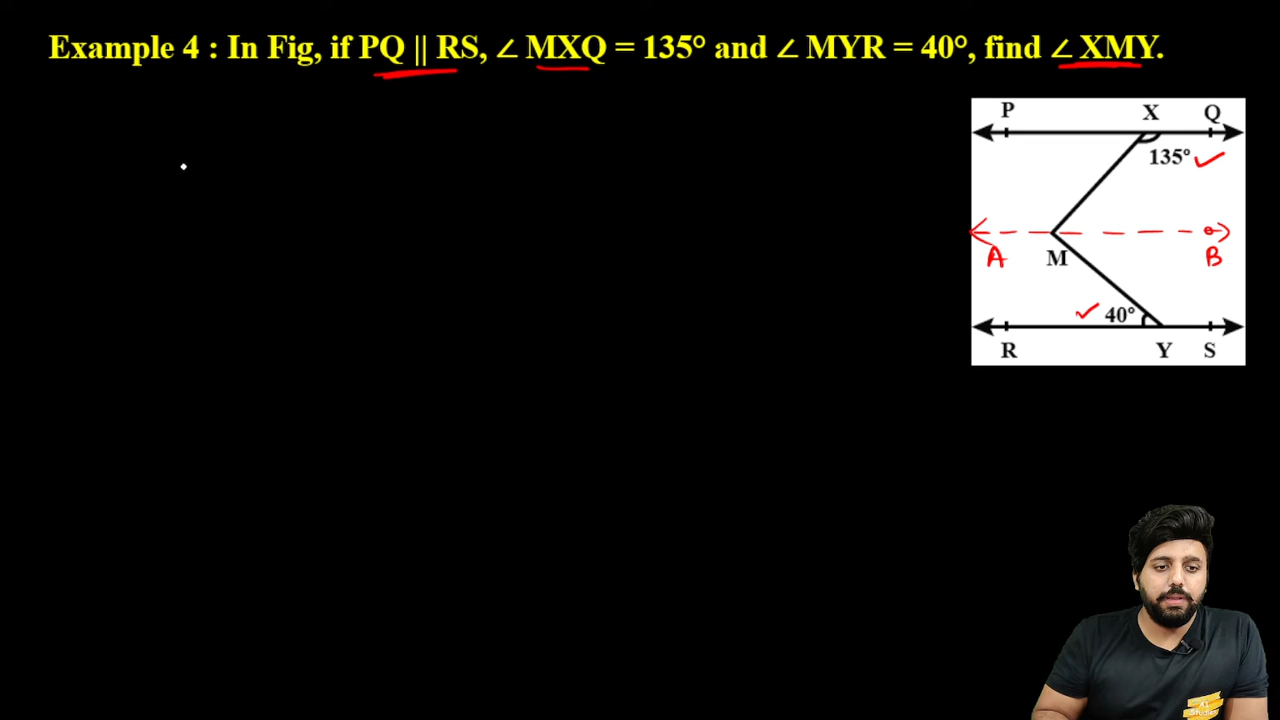 Example 4 : In Fig, if PQ || RS, ∠ MXQ = 135° and ∠ MYR = 40°, find ∠ XMY.
P X Q
135°
A M B
40°
R Y S